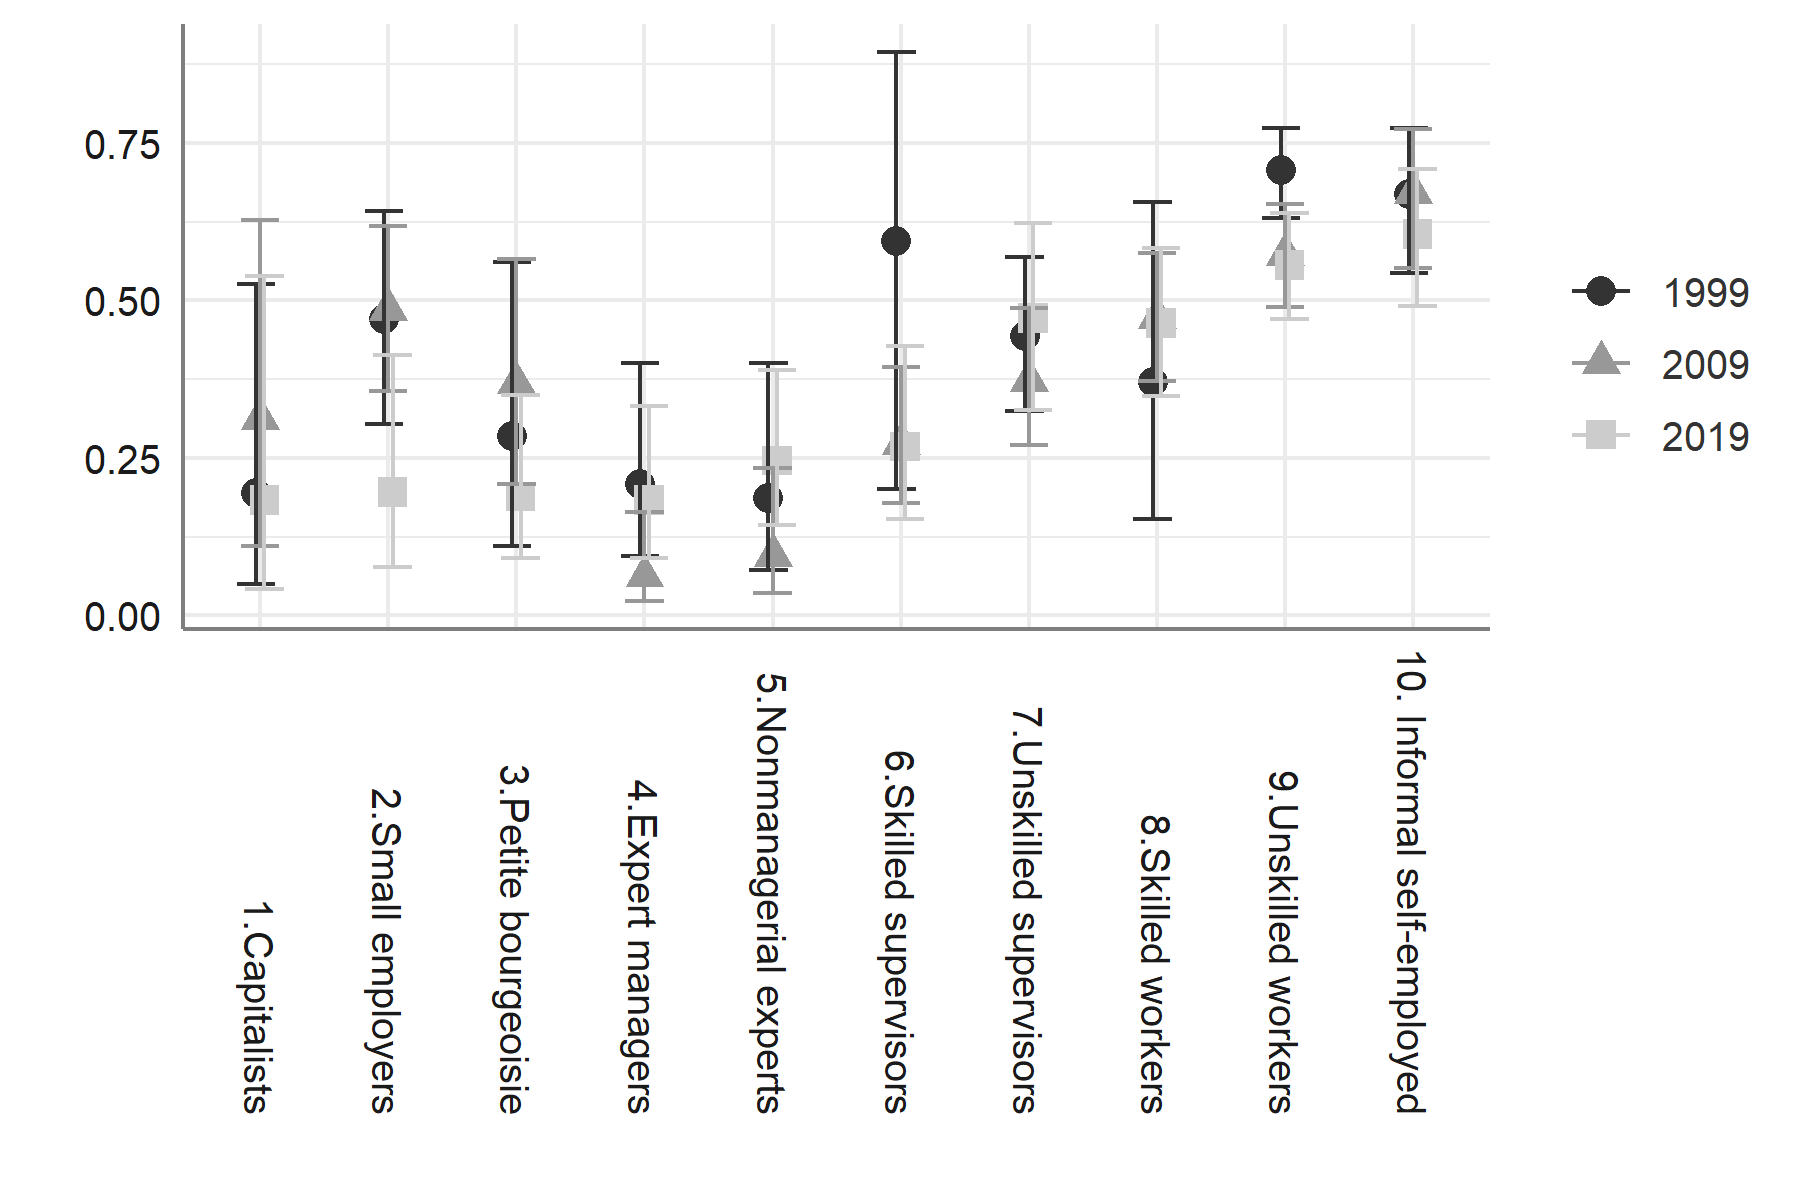 0.75
0.50
0.25
0.00
1.Capitalists
2.Small employers
3.Petite bourgeoisie
4.Expert managers
5.Nonmanagerial experts
6.Skilled supervisors
7.Unskilled supervisors
8.Skilled workers
9.Unskilled workers
10. Informal self-employed
1999
2009
2019